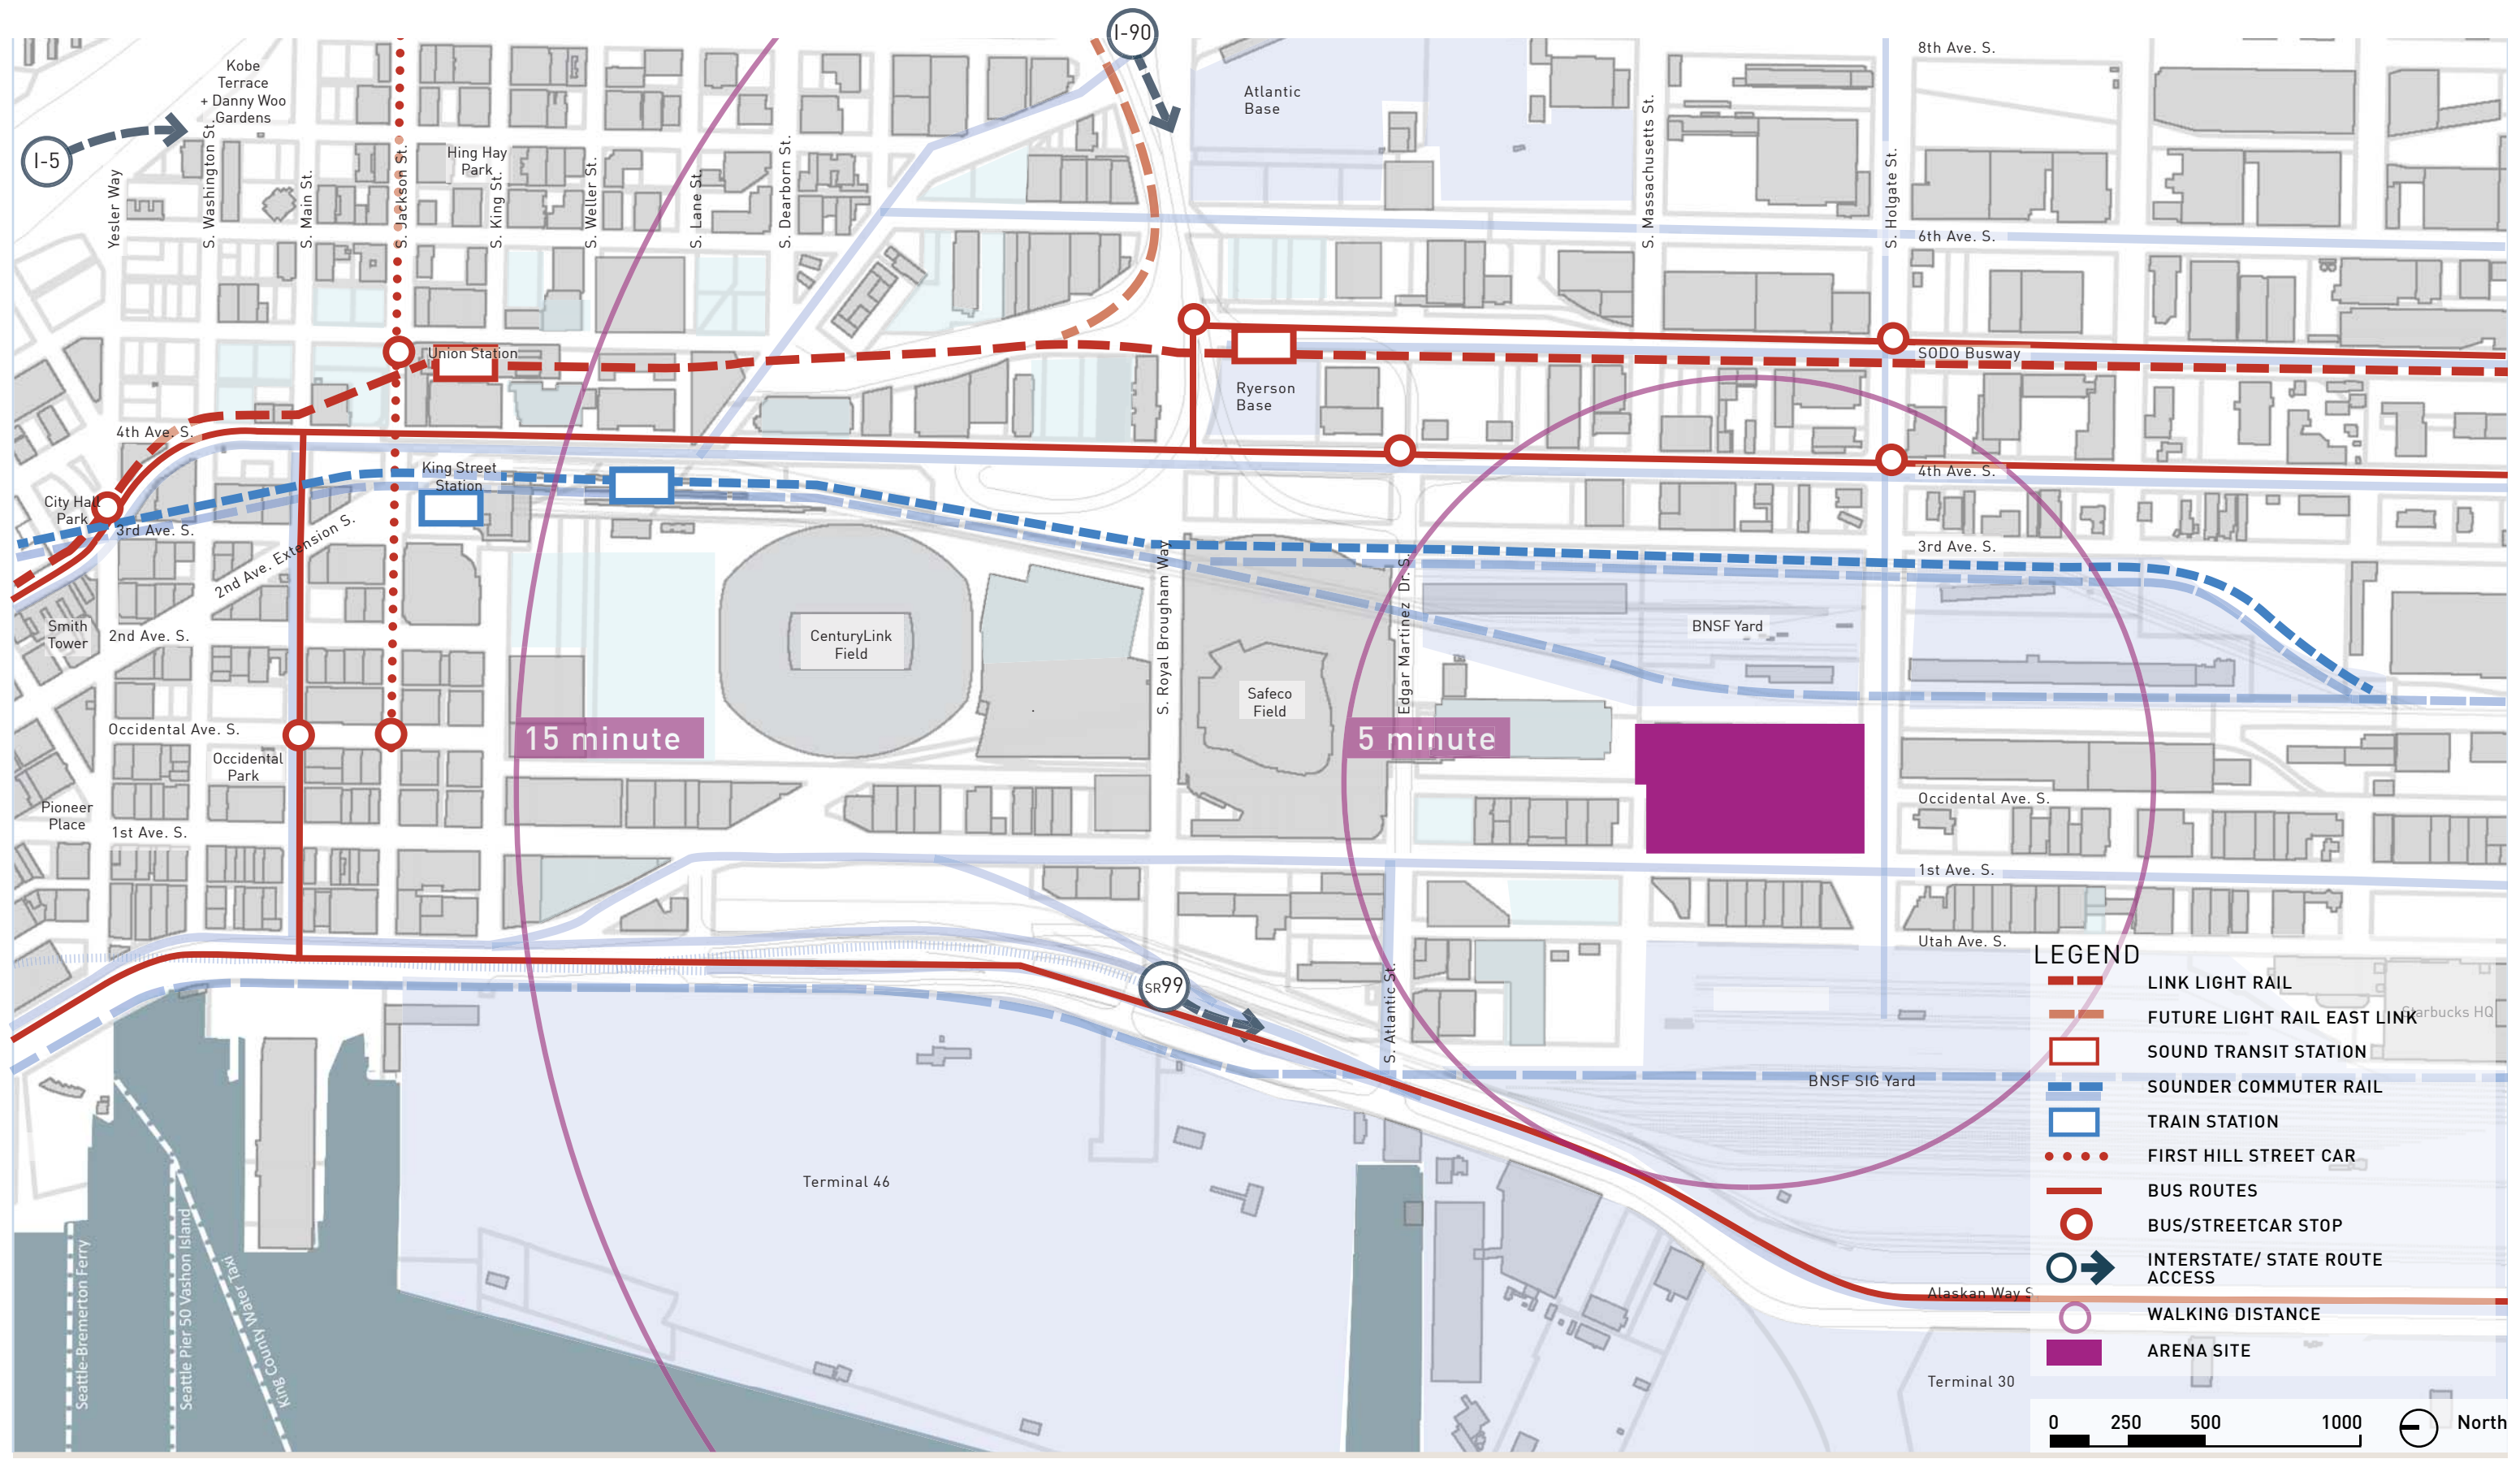 I-90
8th Ave. S.
Kobe
Terrace
+ Danny Woo
Gardens
Atlantic
Base
I-5
Hing Hay
Park
Yesler Way
S. Washington St.
S. Main St.
S. Jackson St.
S. King St.
S. Weller St.
S. Lane St.
S. Dearborn St.
S. Massachusetts St.
S. Holgate St.
6th Ave. S.
Union Station
SODO Busway
Ryerson
Base
4th Ave. S.
King Street
Station
4th Ave. S.
City Hall
Park
3rd Ave. S.
2nd Ave. Extension S.
3rd Ave. S.
S. Royal Brougham Way
Edgar Martinez Dr. S.
Smith
Tower
2nd Ave. S.
CenturyLink
Field
BNSF Yard
Safeco
Field
Occidental Ave. S.
15 minute
5 minute
Occidental
Park
Pioneer
Place
Occidental Ave. S.
1st Ave. S.
1st Ave. S.
Utah Ave. S.
SR99
S. Atlantic St.
Starbucks HQ
BNSF SIG Yard
Terminal 46
Seattle-Bremerton Ferry
Seattle Pier 50 Vashon Island
King County Water Taxi
Alaskan Way S.
Terminal 30
LEGEND
LINK LIGHT RAIL
FUTURE LIGHT RAIL EAST LINK
SOUND TRANSIT STATION
SOUNDER COMMUTER RAIL
TRAIN STATION
FIRST HILL STREET CAR
BUS ROUTES
BUS/STREETCAR STOP
INTERSTATE/ STATE ROUTE
ACCESS
WALKING DISTANCE
ARENA SITE
0 250 500 1000
North